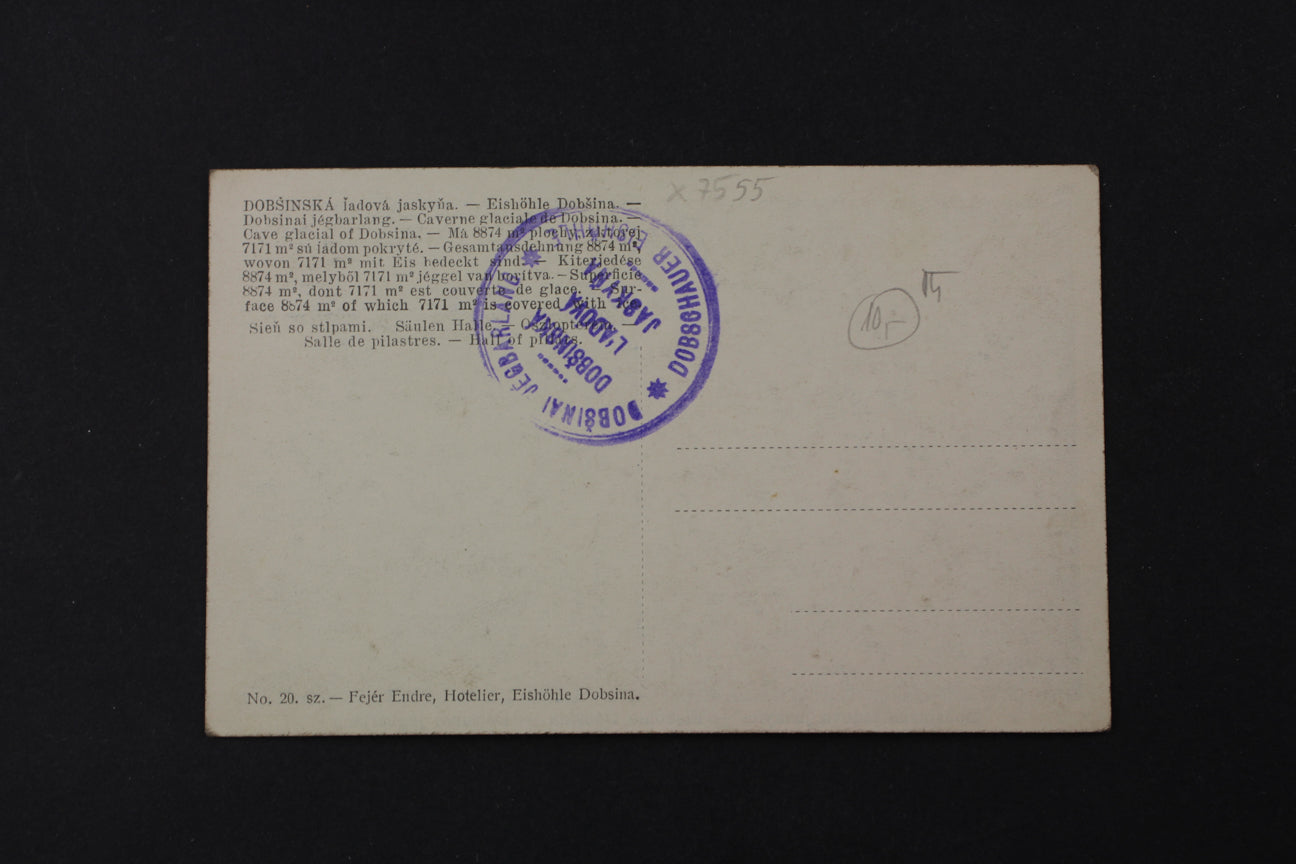 x 7555
DOBŠINSKÁ ľadová jaskyňa. — Eishöhle Dobšina. —
Dobsinai jégbarlang. — Caverne glaciale de Dobsina. —
Cave glacial of Dobsina. — Má 8874 m² plochy, z ktorej
7171 m² sú ľadom pokryté. — Gesamtausdehnung 8874 m²,
wovon 7171 m² mit Eis bedeckt sind. — Kiterjedése
8874 m², melyből 7171 m² jéggel van borítva. — Superficie
8874 m², dont 7171 m² est couverte de glace. —
face 8874 m² of which 7171 m² is covered with ice.
Sieň so stlpami. Säulen Halle. — Oszlopterem. —
Salle de pilastres. — Hall of pillars.
DOBSCHAUER EISHÖHLE
DOBŠINAI JÉGBARLANG
DOBŠINSKÁ
ĽADOVÁ
JASKYŇA
10,-
No. 20. sz. — Fejér Endre, Hotelier, Eishöhle Dobsina.